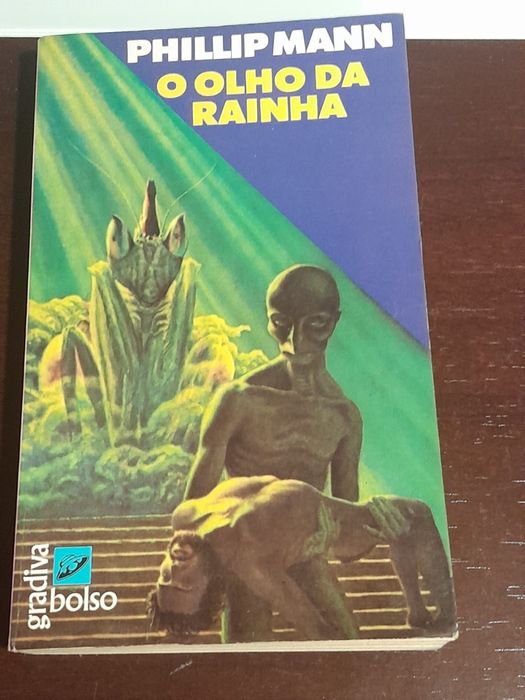 PHILLIP MANN
O OLHO DA
RAINHA
gradiva
bolso